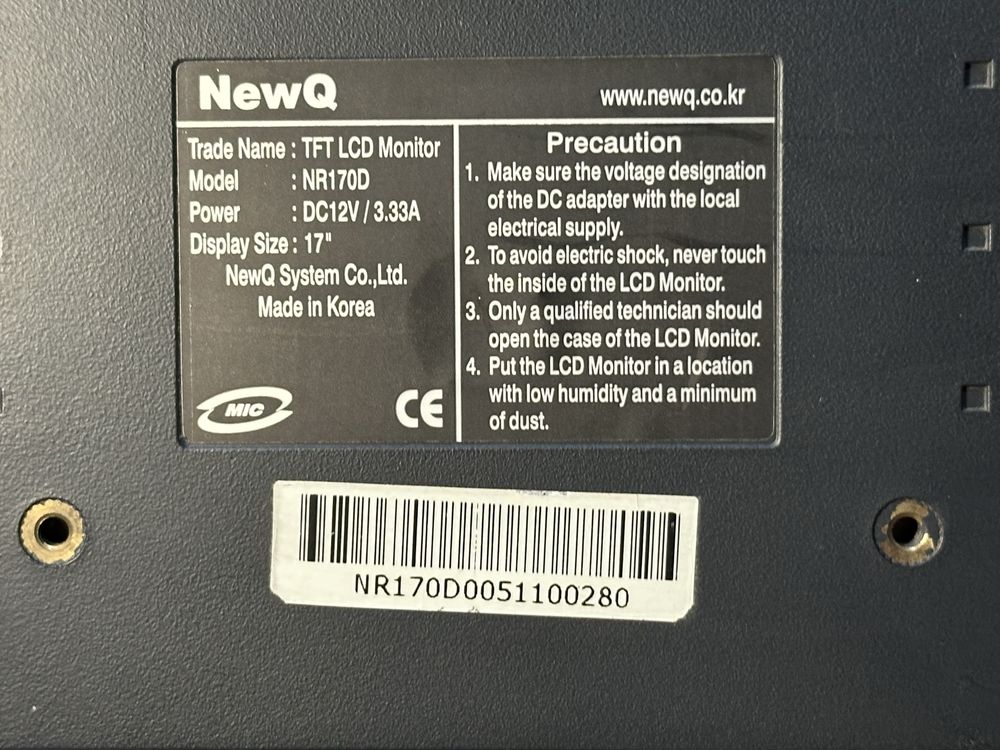 NewQ
www.newq.co.kr
Trade Name : TFT LCD Monitor
Model : NR170D
Power : DC12V / 3.33A
Display Size : 17"
NewQ System Co.,Ltd.
Made in Korea
MIC
CE
Precaution
1. Make sure the voltage designation
of the DC adapter with the local
electrical supply.
2. To avoid electric shock, never touch
the inside of the LCD Monitor.
3. Only a qualified technician should
open the case of the LCD Monitor.
4. Put the LCD Monitor in a location
with low humidity and a minimum
of dust.
NR170D0051100280